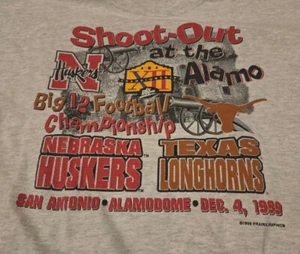 Shoot-Out
at the
Alamo
N
Huskers
XII
Big 12 Football
Championship
NEBRASKA
HUSKERS
TEXAS
LONGHORNS
SAN ANTONIO • ALAMODOME • DEC. 4, 1999